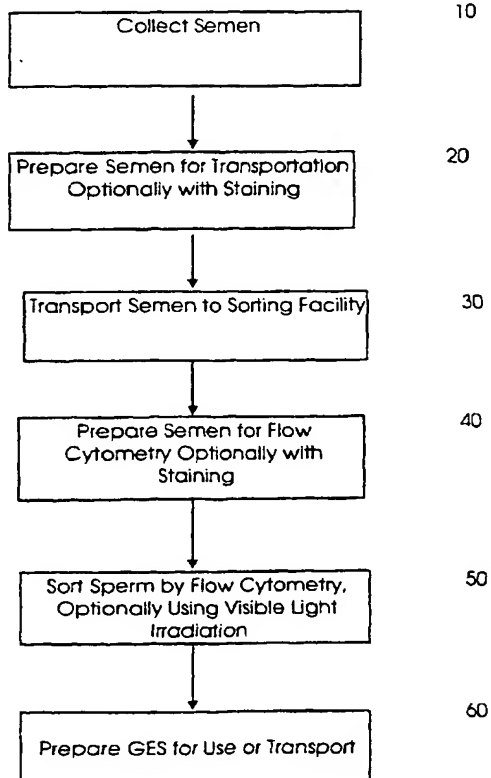 10
Collect Semen
20
Prepare Semen for Transportation
Optionally with Staining
30
Transport Semen to Sorting Facility
40
Prepare Semen for Flow
Cytometry Optionally with
Staining
50
Sort Sperm by Flow Cytometry,
Optionally Using Visible Light
Irradiation
60
Prepare GES for Use or Transport